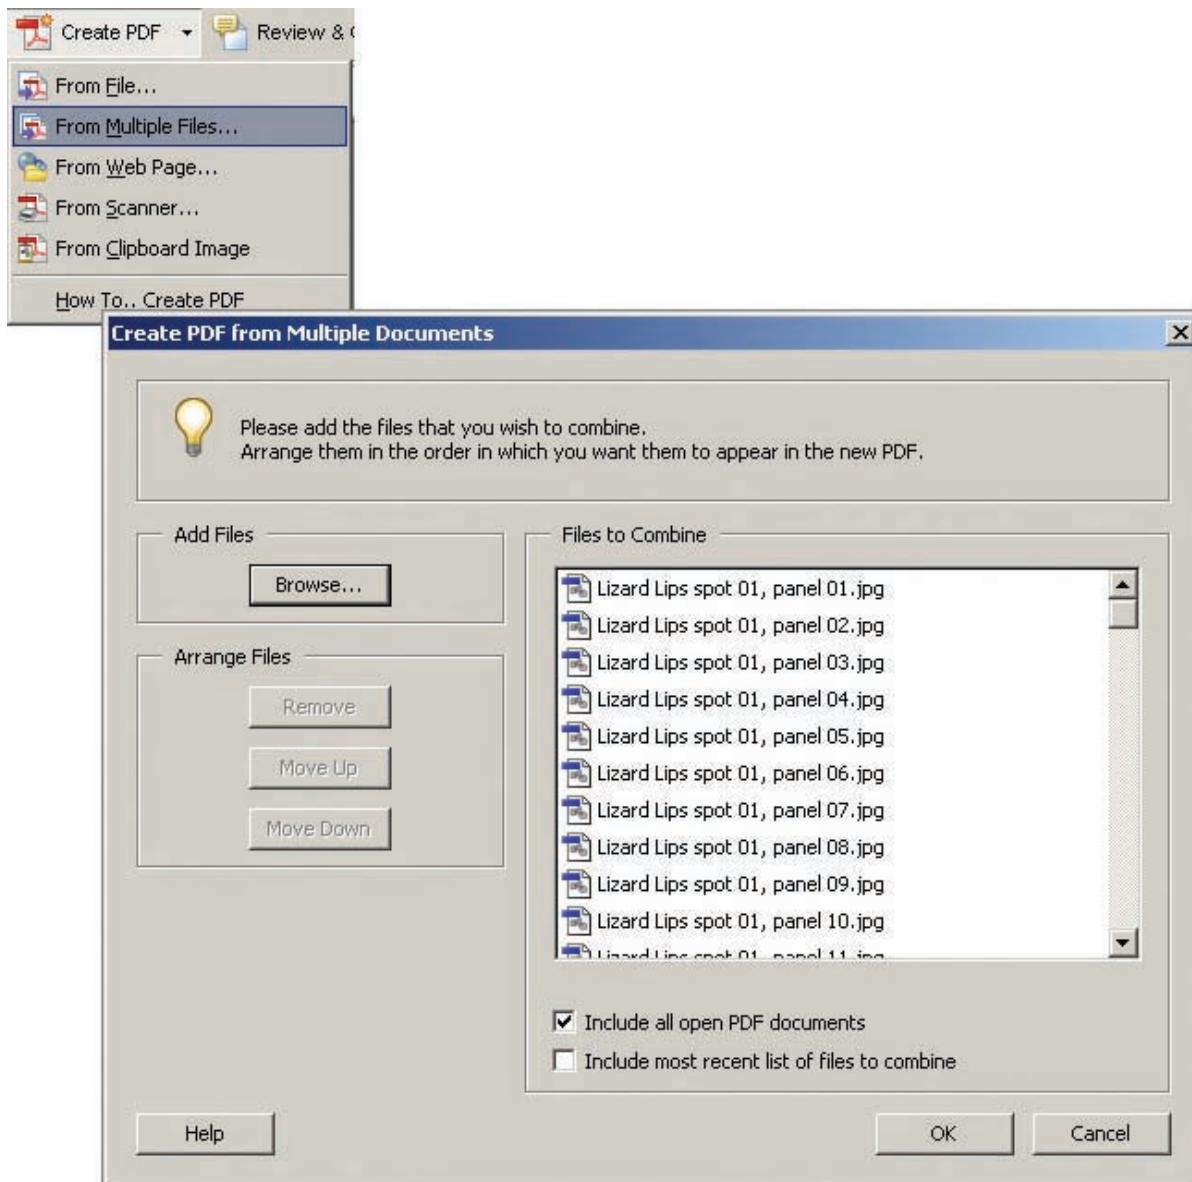 Create PDF Review &
From File...
From Multiple Files...
From Web Page...
From Scanner...
From Clipboard Image
How To.. Create PDF
Create PDF from Multiple Documents
Please add the files that you wish to combine.
Arrange them in the order in which you want them to appear in the new PDF.
Add Files
Browse...
Arrange Files
Remove
Move Up
Move Down
Files to Combine
Lizard Lips spot 01, panel 01.jpg
Lizard Lips spot 01, panel 02.jpg
Lizard Lips spot 01, panel 03.jpg
Lizard Lips spot 01, panel 04.jpg
Lizard Lips spot 01, panel 05.jpg
Lizard Lips spot 01, panel 06.jpg
Lizard Lips spot 01, panel 07.jpg
Lizard Lips spot 01, panel 08.jpg
Lizard Lips spot 01, panel 09.jpg
Lizard Lips spot 01, panel 10.jpg
Lizard Lips spot 01, panel 11.jpg
Include all open PDF documents
Include most recent list of files to combine
Help OK Cancel